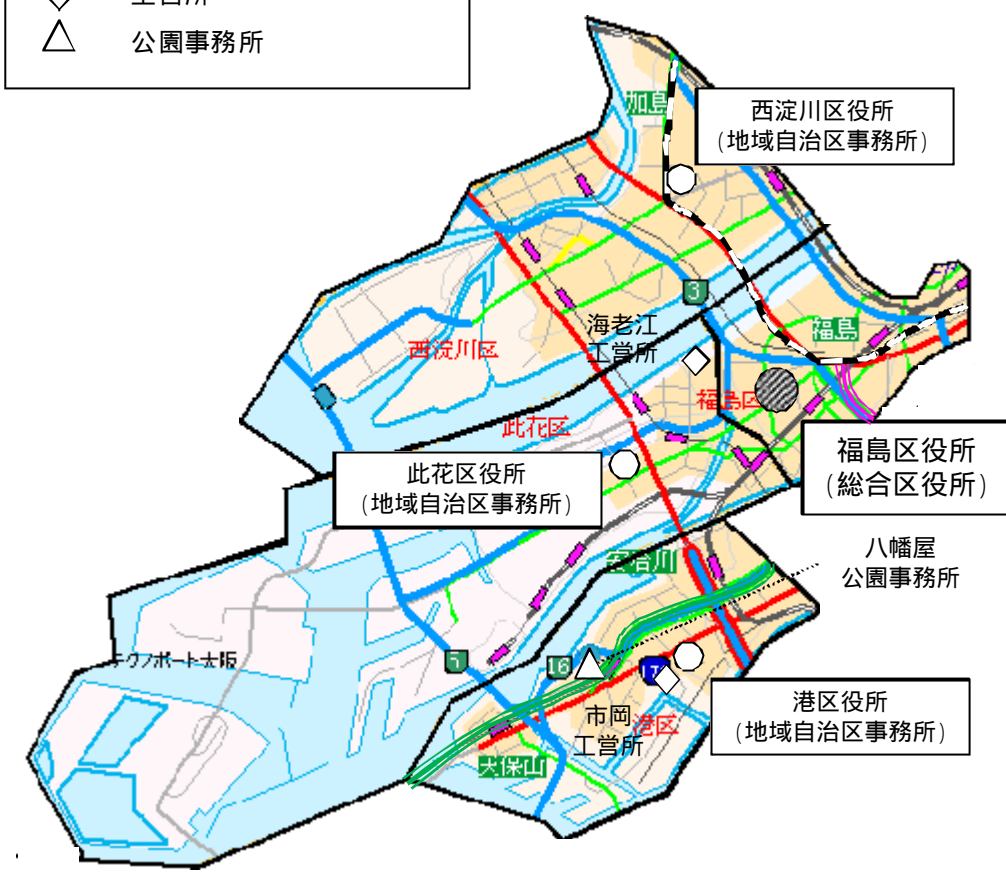 公園事務所
加島
西淀川区役所
(地域自治区事務所)
3
海老江
工営所
福島
西淀川区
福島区
此花区
福島区役所
(総合区役所)
此花区役所
(地域自治区事務所)
八幡屋
公園事務所
安治川
テクノポート大阪
16
港区役所
(地域自治区事務所)
市岡
工営所
港区
天保山